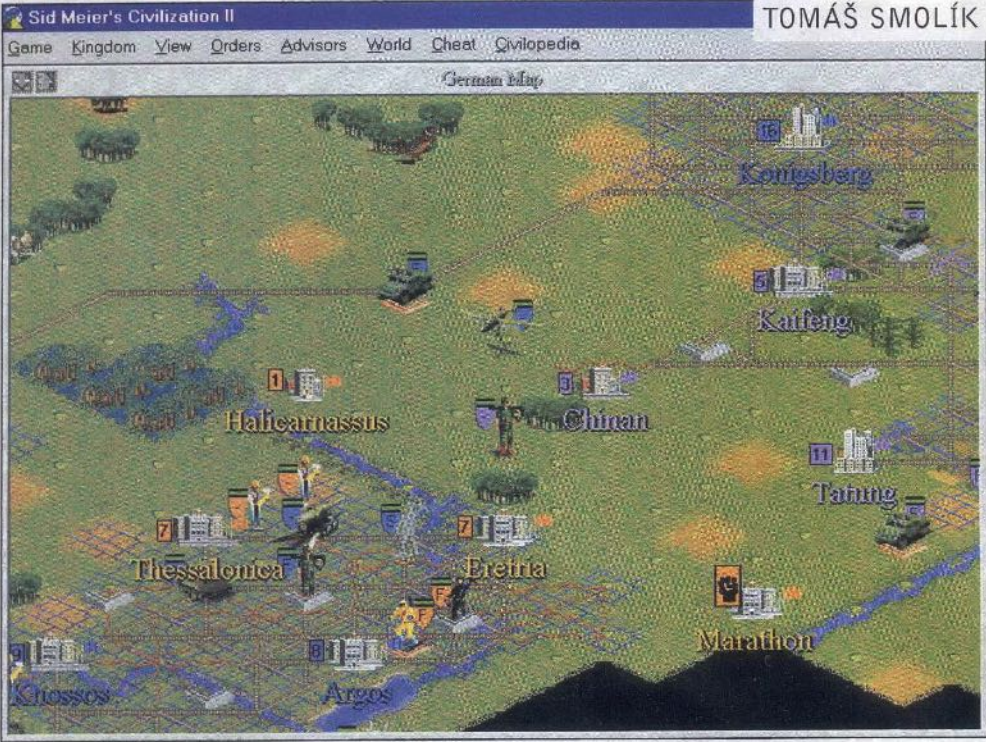 Sid Meier's Civilization II
TOMÁŠ SMOLÍK
Game Kingdom View Orders Advisors World Cheat Civilopedia
German Map
16
Konigsberg
5
Kaifeng
1
Halicarnassus
3
Chinan
11
Tatung
7
Thessalonica
7
Eretria
F
F
Marathon
9
Knossos
8
Argos